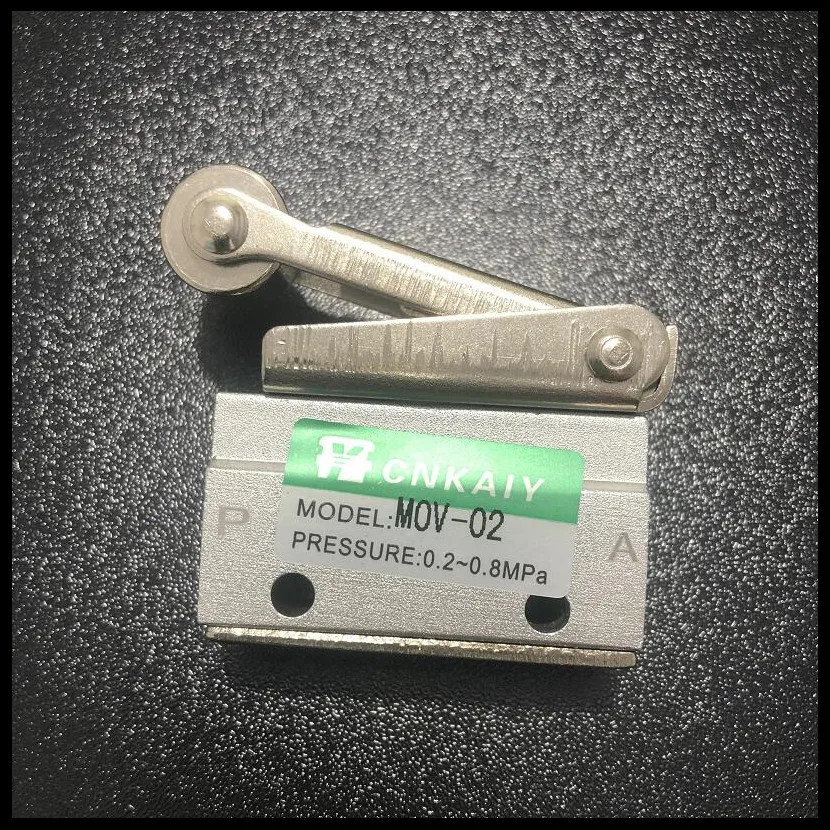 CNKAIY
MODEL:MOV-02
PRESSURE:0.2~0.8MPa
P
A